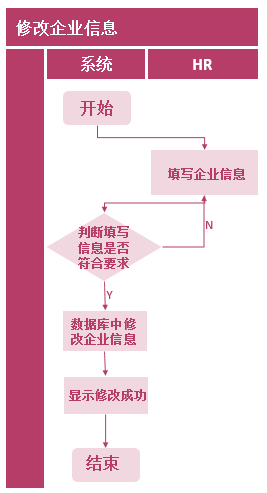 修改企业信息
系统
HR
开始
填写企业信息
N
判断填写
信息是否
符合要求
Y
数据库中修
改企业信息
显示修改成功
结束